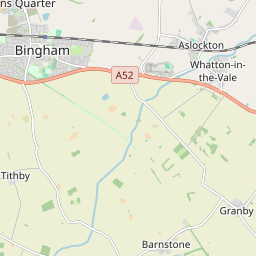 ns Quarter
Bingham
Aslockton
Whatton-in-
the-Vale
A52
Tithby
Granby
Barnstone